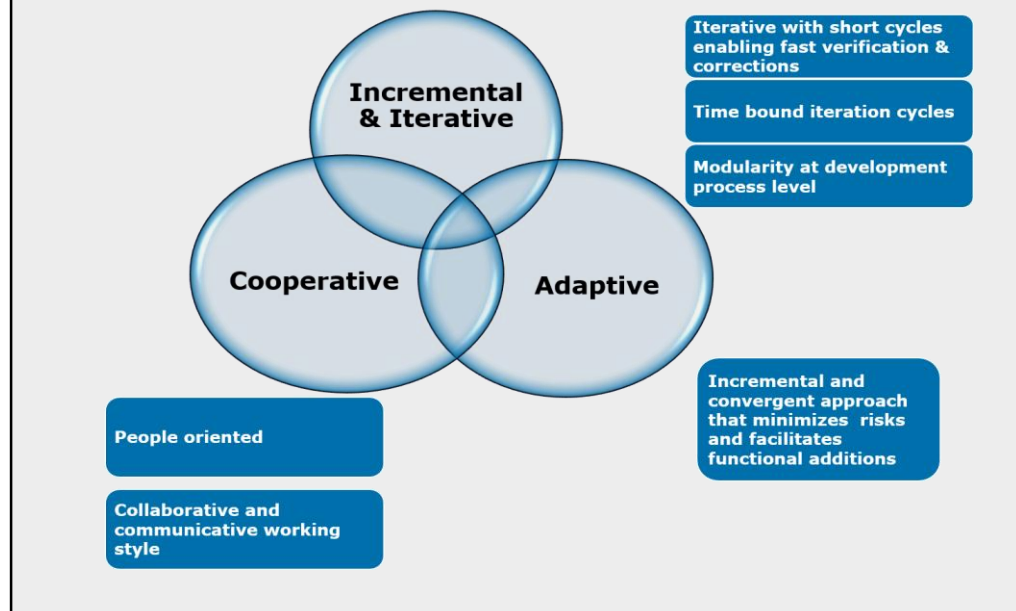 Incremental
& Iterative
Cooperative
Adaptive
Iterative with short cycles
enabling fast verification &
corrections
Time bound iteration cycles
Modularity at development
process level
Incremental and
convergent approach
that minimizes  risks
and facilitates
functional additions
People oriented
Collaborative and
communicative working
style